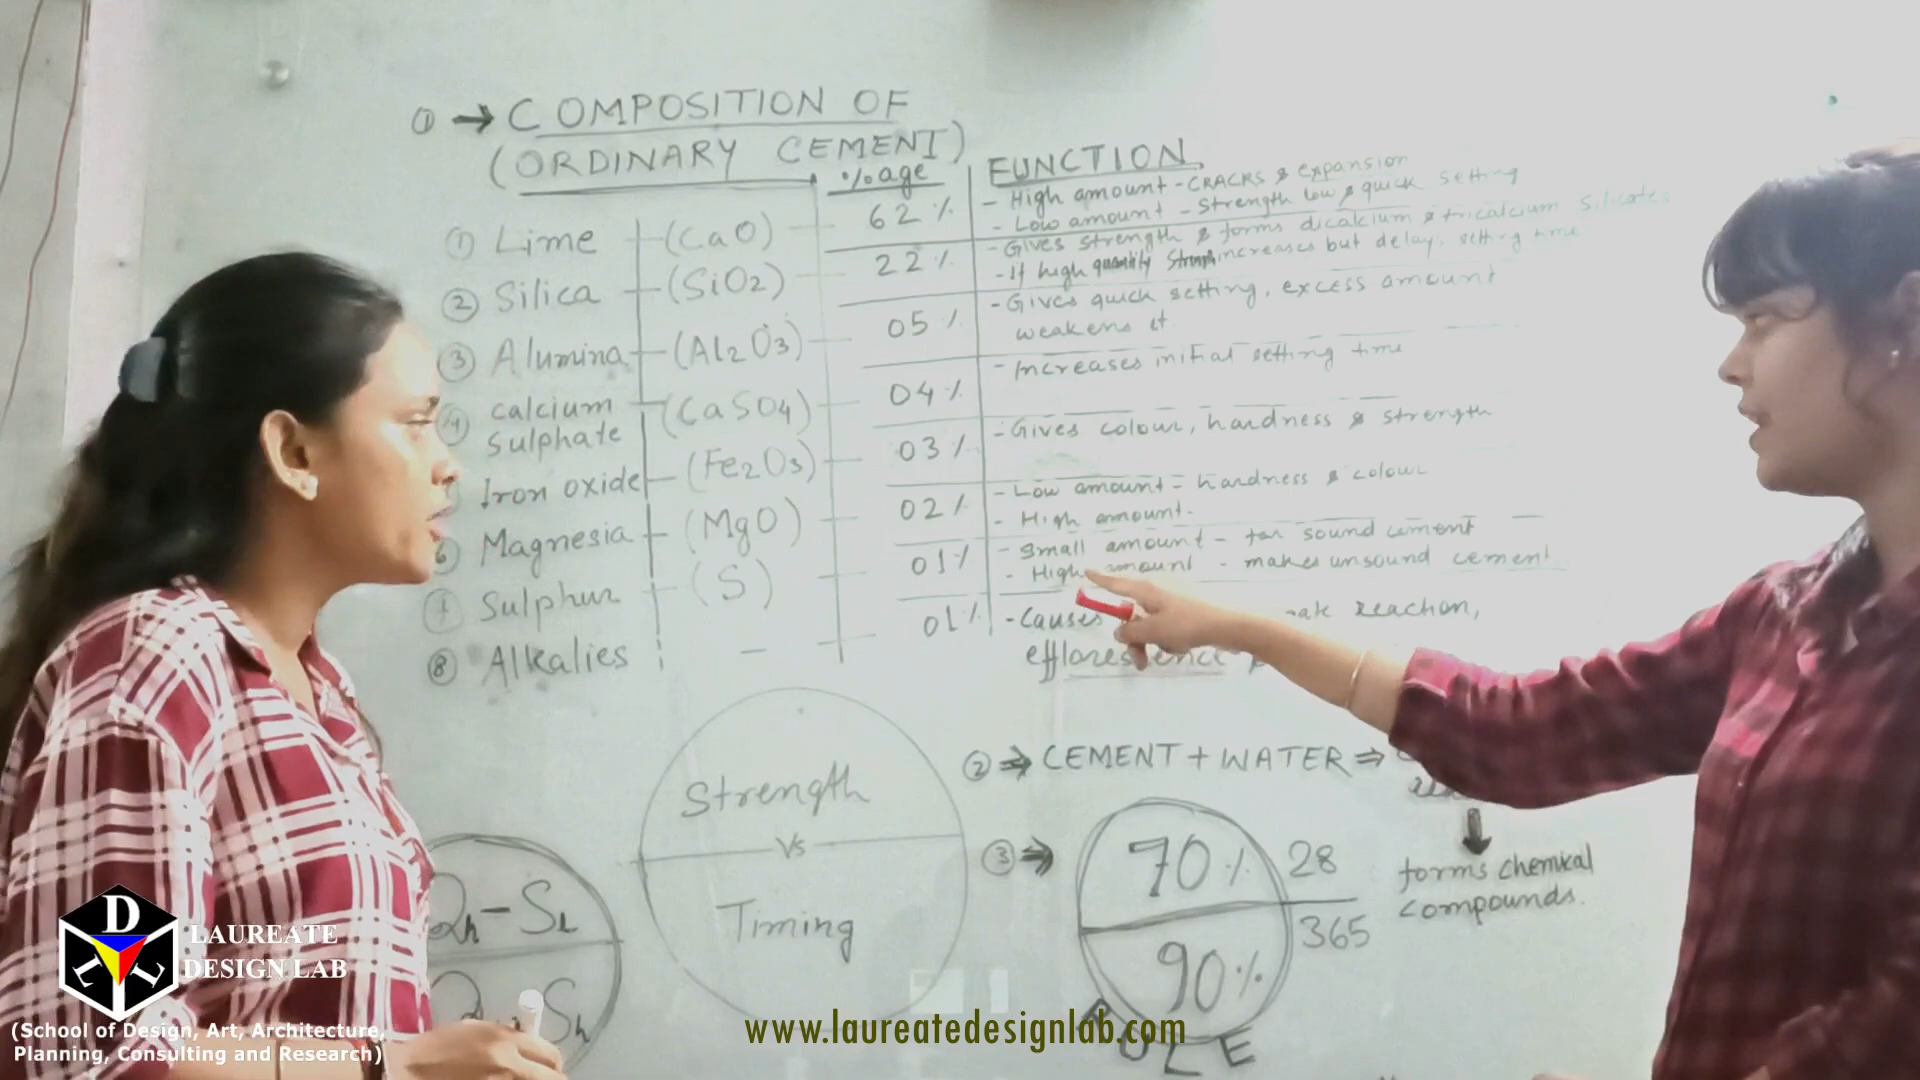 ① → COMPOSITION OF
(ORDINARY CEMENT)
%age
FUNCTION
① Lime (CaO) 62 %
- High amount - CRACKS & expansion
- Low amount - Strength low & quick setting
② Silica (SiO2) 22 %
- Gives strength & forms dicalcium & tricalcium silicates
- If high quantity Strength increases but delays setting time
③ Alumina (Al2O3) 05 %
- Gives quick setting, excess amount
weakens it
calcium
sulphate (CaSO4) 04 %
- Increases initial setting time
Iron oxide (Fe2O3) 03 %
- Gives colour, hardness & strength
6 Magnesia (MgO) 02 %
- Low amount - hardness & colour
- High amount -
7 Sulphur (S) 01 %
- Small amount - for sound cement
- High amount - makes unsound cement
⑧ Alkalies - 01 %
- Causes reaction,
efflorescence
Strength
Vs
Timing
② ⇒ CEMENT + WATER ⇒
forms chemical
compounds.
③ ⇒ 70 % 28
90 % 365
ROLE
D
L L
LAUREATE
DESIGN LAB
(School of Design, Art, Architecture,
Planning, Consulting and Research)
www.laureatedesignlab.com